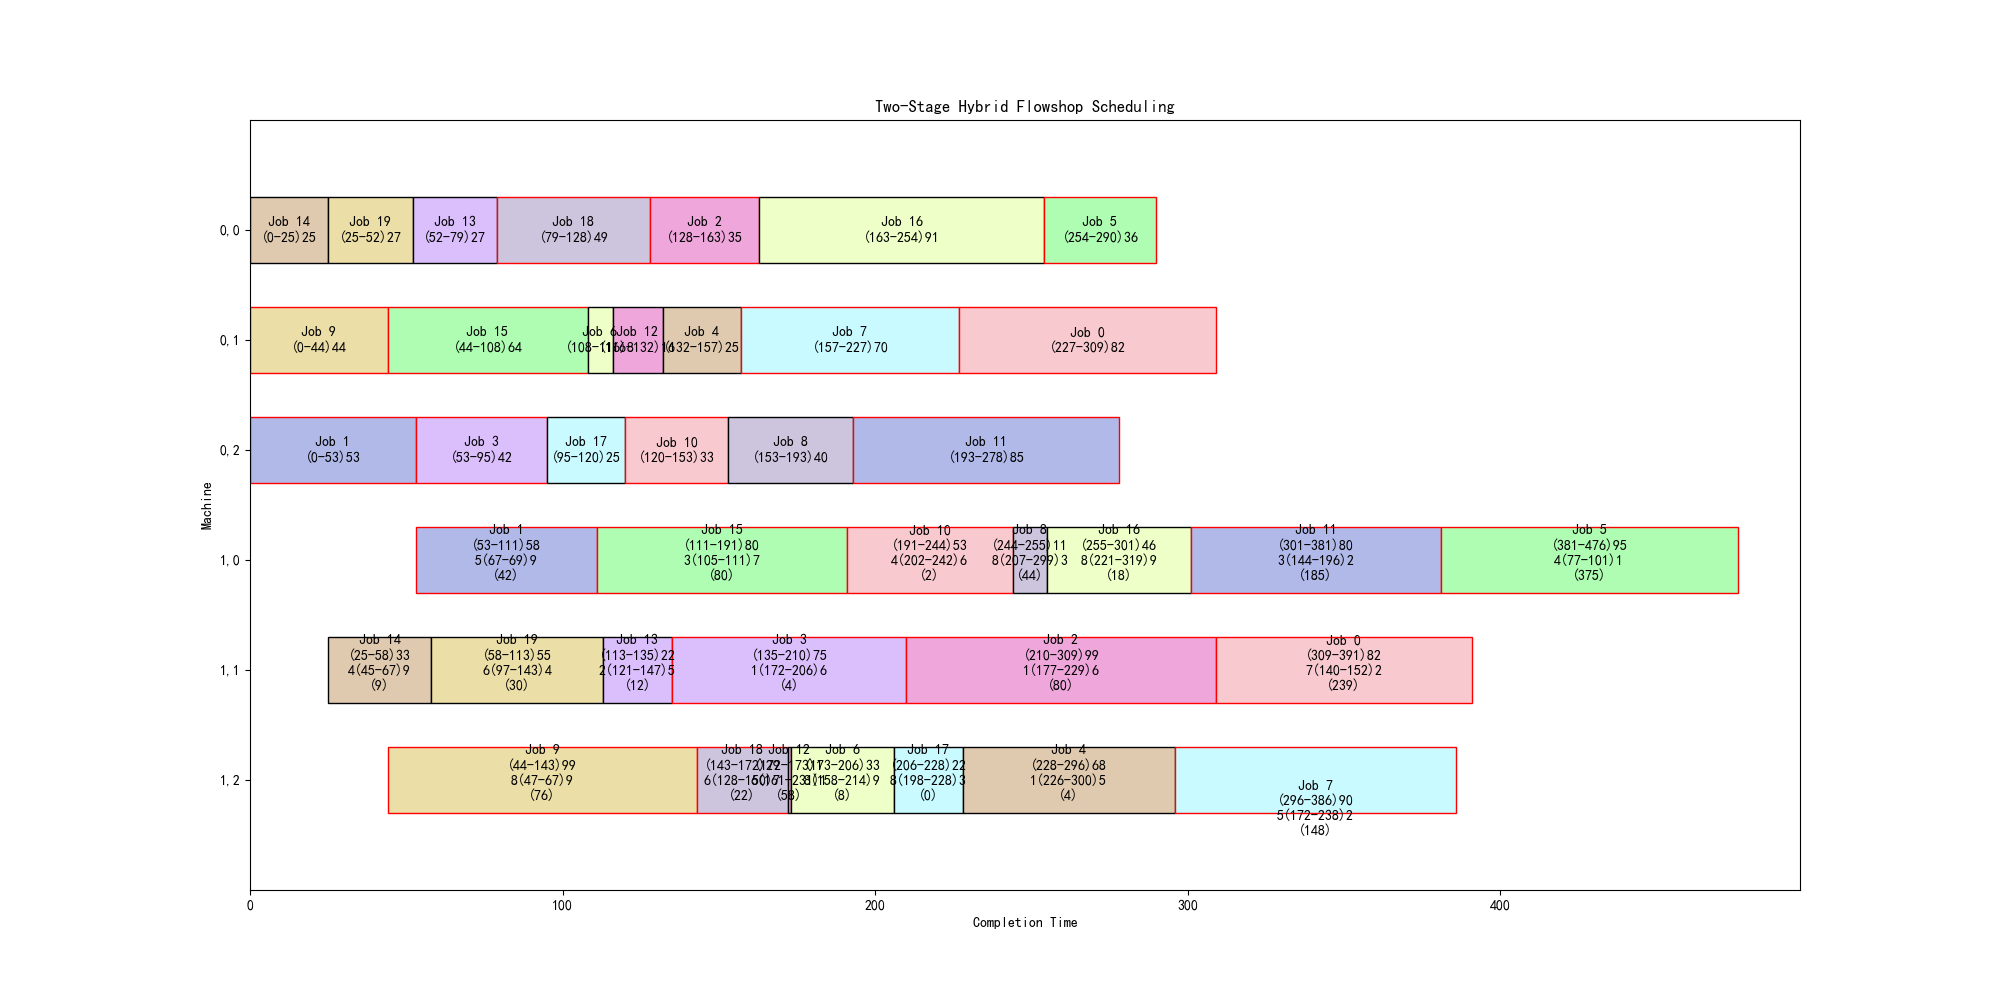 Two-Stage Hybrid Flowshop Scheduling
0,0
Job 14
(0-25)25
Job 19
(25-52)27
Job 13
(52-79)27
Job 18
(79-128)49
Job 2
(128-163)35
Job 16
(163-254)91
Job 5
(254-290)36
0,1
Job 9
(0-44)44
Job 15
(44-108)64
Job 6
(108-116)8
Job 12
(116-132)16
Job 4
(132-157)25
Job 7
(157-227)70
Job 0
(227-309)82
0,2
Job 1
(0-53)53
Job 3
(53-95)42
Job 17
(95-120)25
Job 10
(120-153)33
Job 8
(153-193)40
Job 11
(193-278)85
Machine
1,0
Job 1
(53-111)58
5(67-69)9
(42)
Job 15
(111-191)80
3(105-111)7
(80)
Job 10
(191-244)53
4(202-242)6
(2)
Job 8
(244-255)11
8(207-299)3
(44)
Job 16
(255-301)46
8(221-319)9
(18)
Job 11
(301-381)80
3(144-196)2
(185)
Job 5
(381-476)95
4(77-101)1
(375)
1,1
Job 14
(25-58)33
4(45-67)9
(9)
Job 19
(58-113)55
6(97-143)4
(30)
Job 13
(113-135)22
2(121-147)5
(12)
Job 3
(135-210)75
1(172-206)6
(4)
Job 2
(210-309)99
1(177-229)6
(80)
Job 0
(309-391)82
7(140-152)2
(239)
1,2
Job 9
(44-143)99
8(47-67)9
(76)
Job 18
(143-172)29
(22)
Job 12
(172-173)1
(58)
Job 6
(173-206)33
8(158-214)9
(8)
Job 17
(206-228)22
8(198-228)3
(0)
Job 4
(228-296)68
1(226-300)5
(4)
Job 7
(296-386)90
5(172-238)2
(148)
0
100
200
300
400
Completion Time